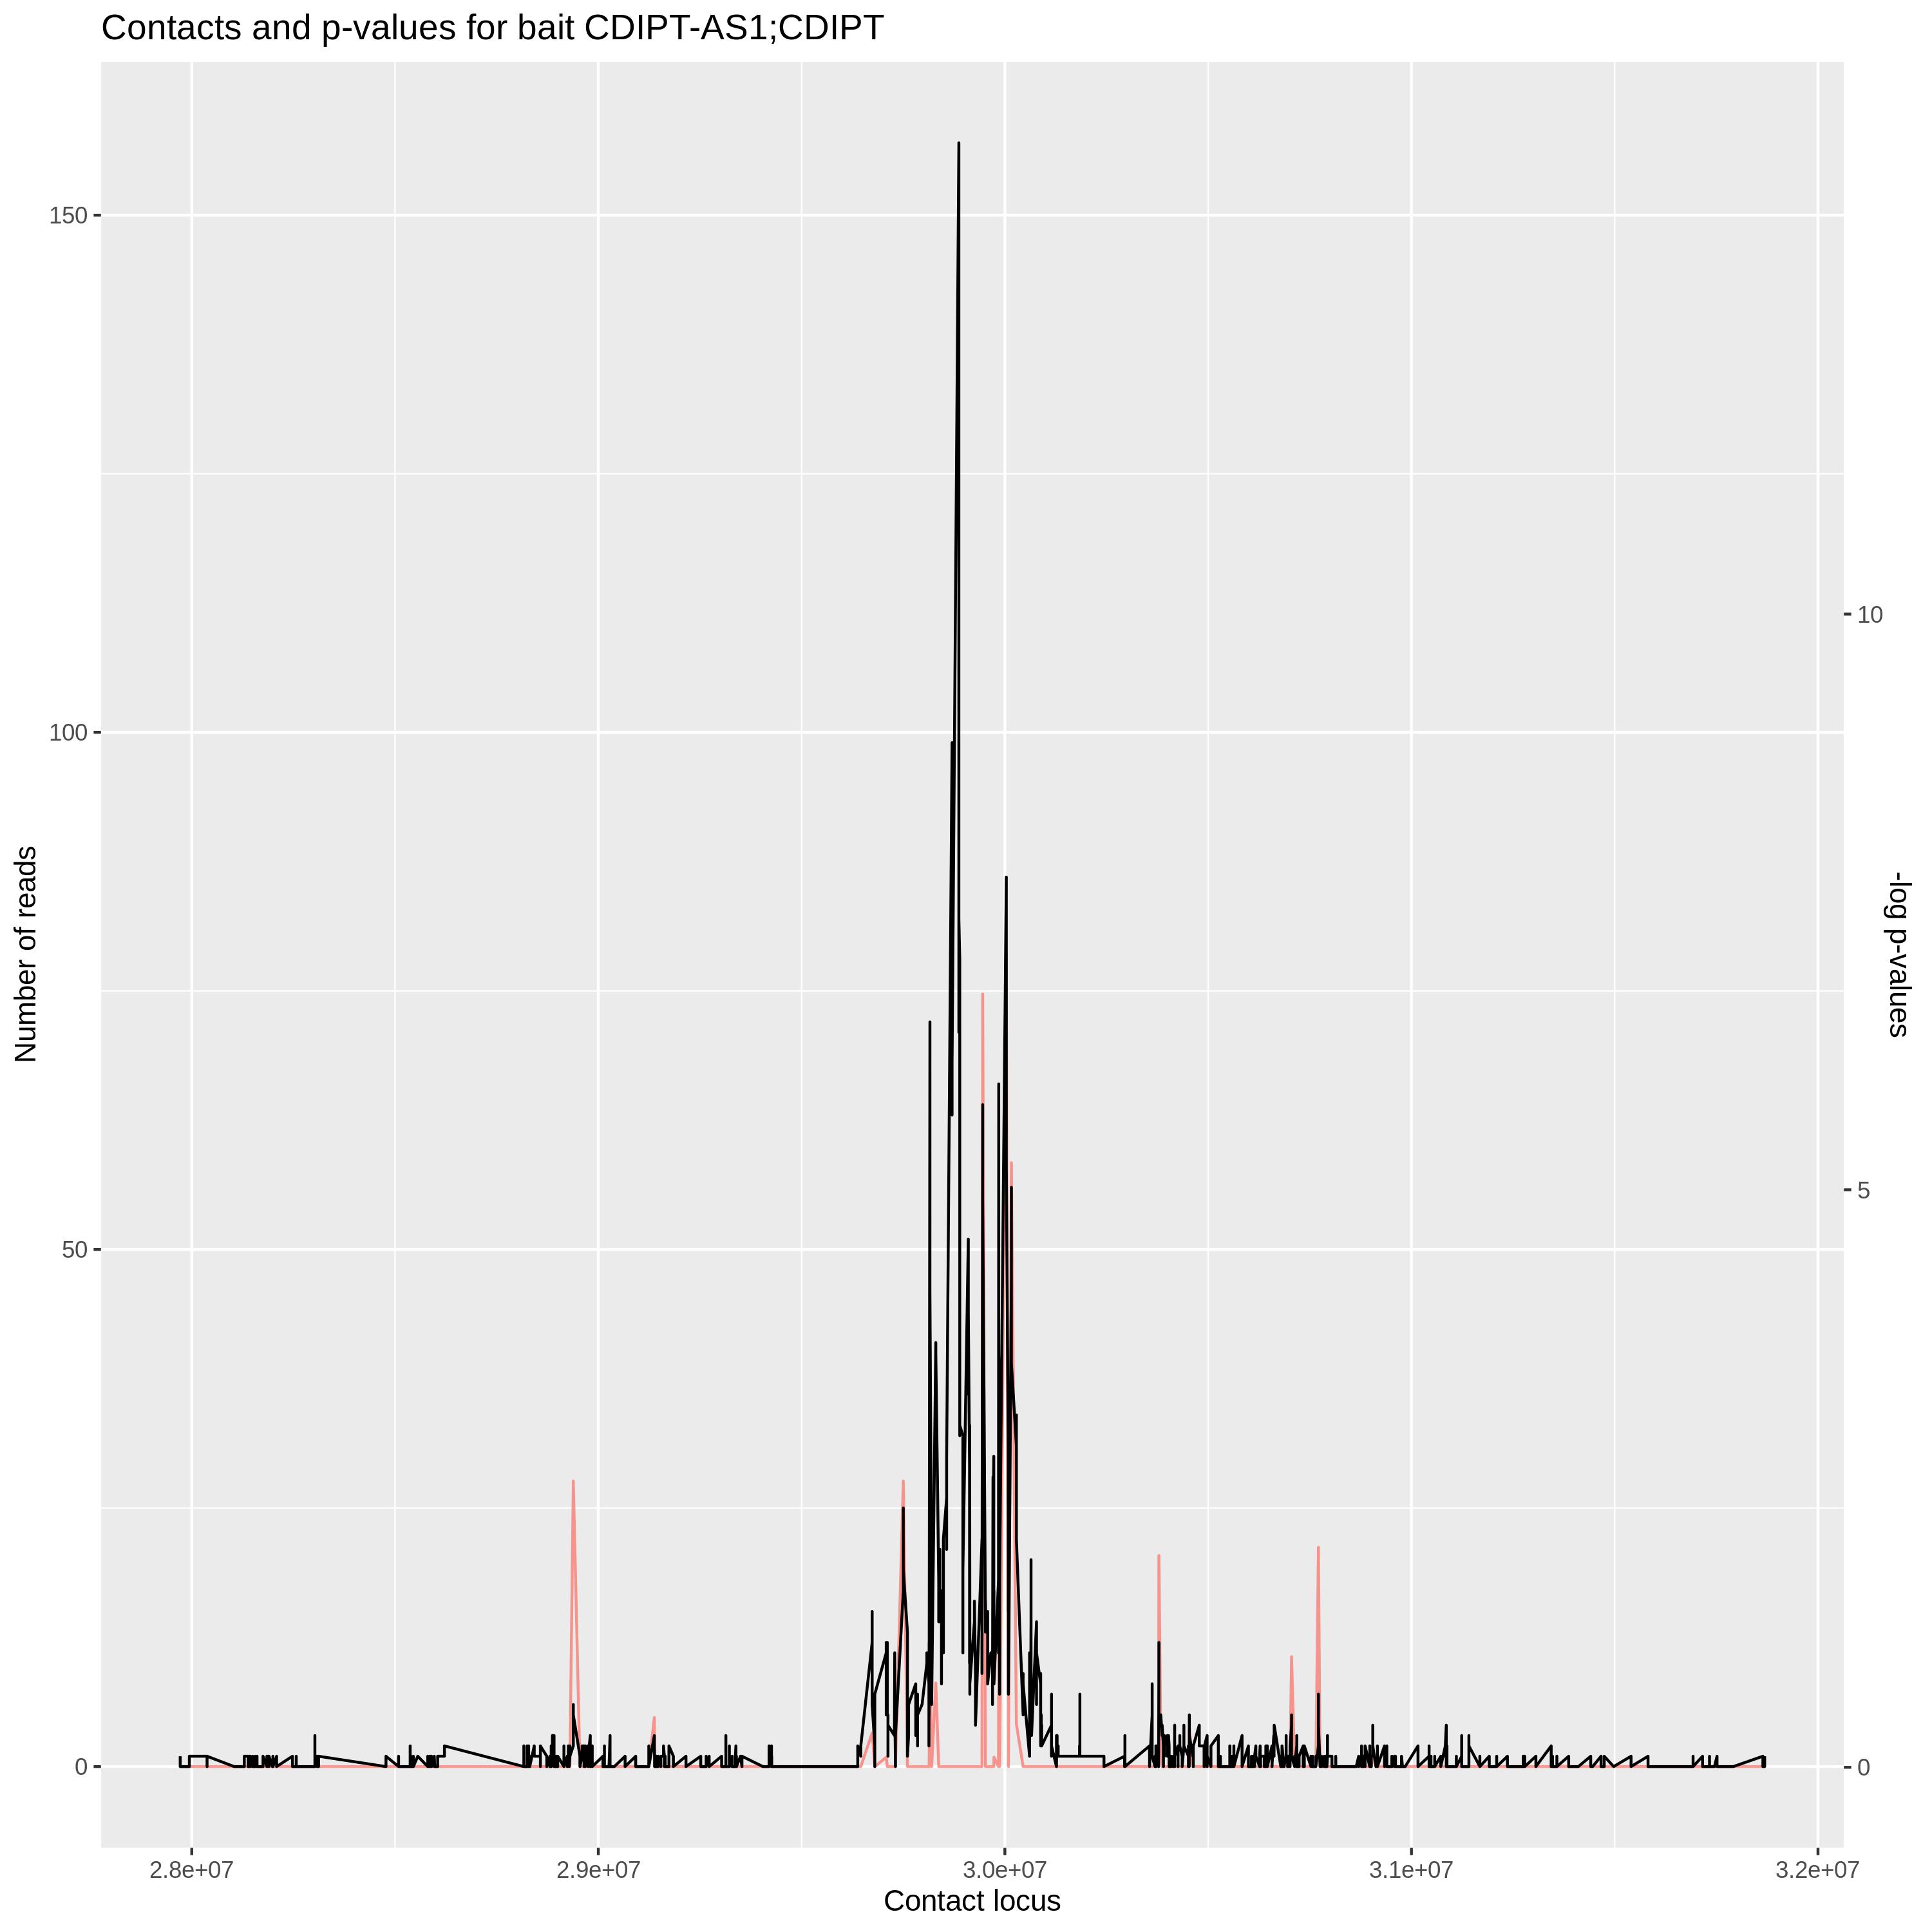 Contacts and p-values for bait CDIPT-AS1;CDIPT
150
100
50
0
10
5
0
Number of reads
-log p-values
2.8e+07 2.9e+07 3.0e+07 3.1e+07 3.2e+07
Contact locus